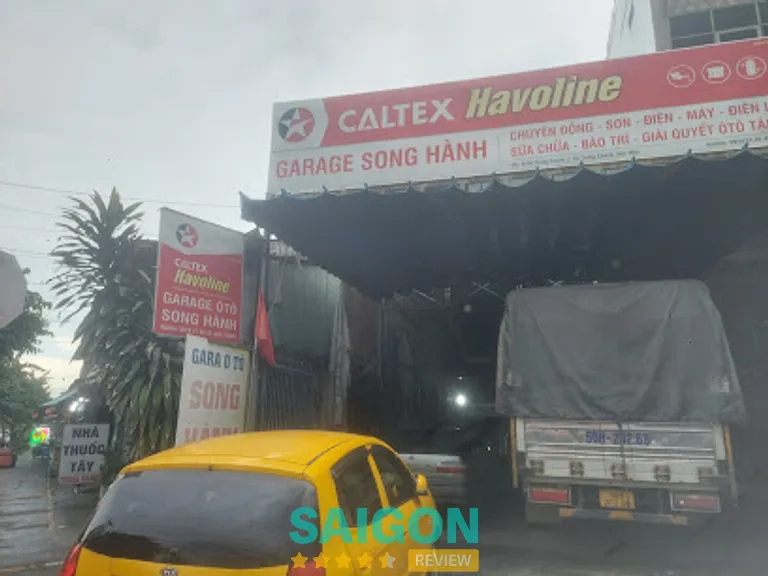 CALTEX Havoline
GARAGE SONG HÀNH
CHUYÊN ĐỒNG - SƠN - ĐIỆN - MÁY - ĐIỆN
SỬA CHỮA - BẢO TRÌ - GIẢI QUYẾT ÔTÔ
CALTEX
Havoline
GARAGE ÔTÔ
SONG HÀNH
GARA Ô TÔ
SONG
HÀNH
NHÀ
THUỐC
TÂY
SAIGON
REVIEW